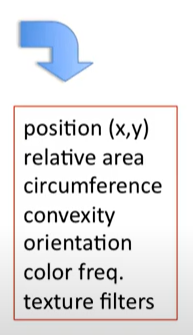 position (x,y)
relative area
circumference
convexity
orientation
color freq.
texture filters